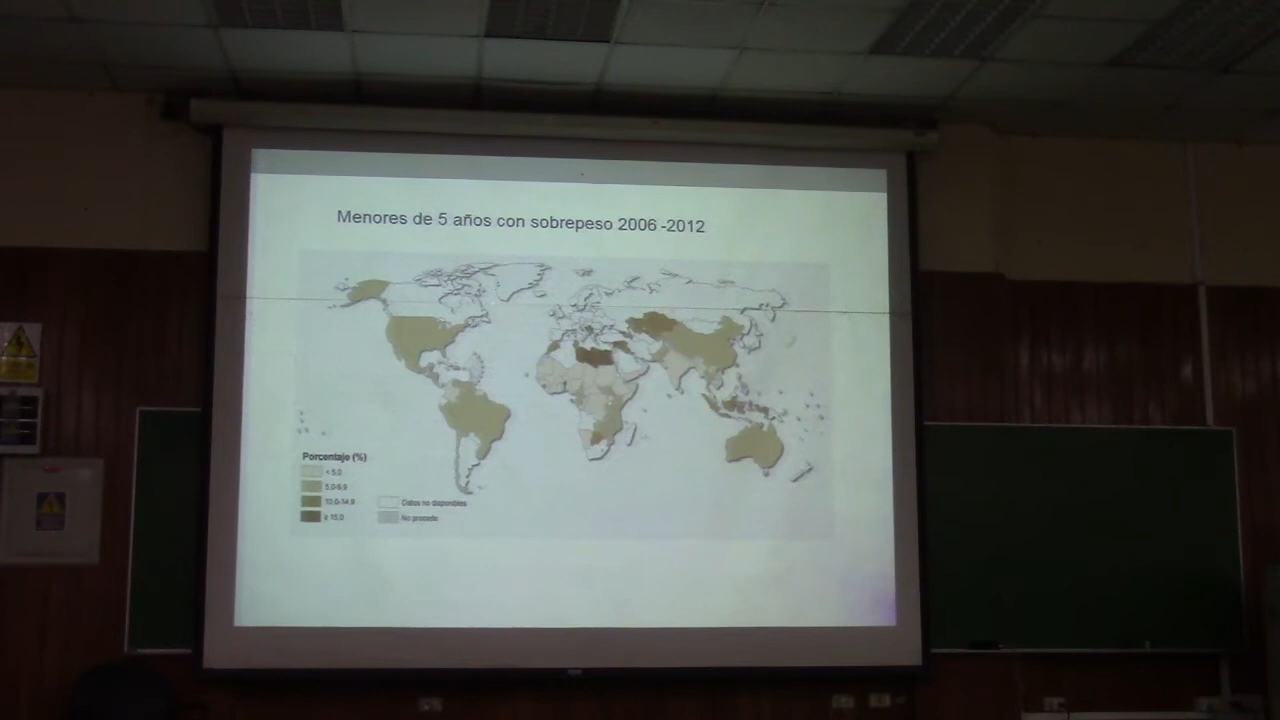 Menores de 5 años con sobrepeso 2006 -2012
Porcentaje (%)
< 5,0
5,0-9,9
10,0-14,9
≥ 15,0
Datos no disponibles
No procede